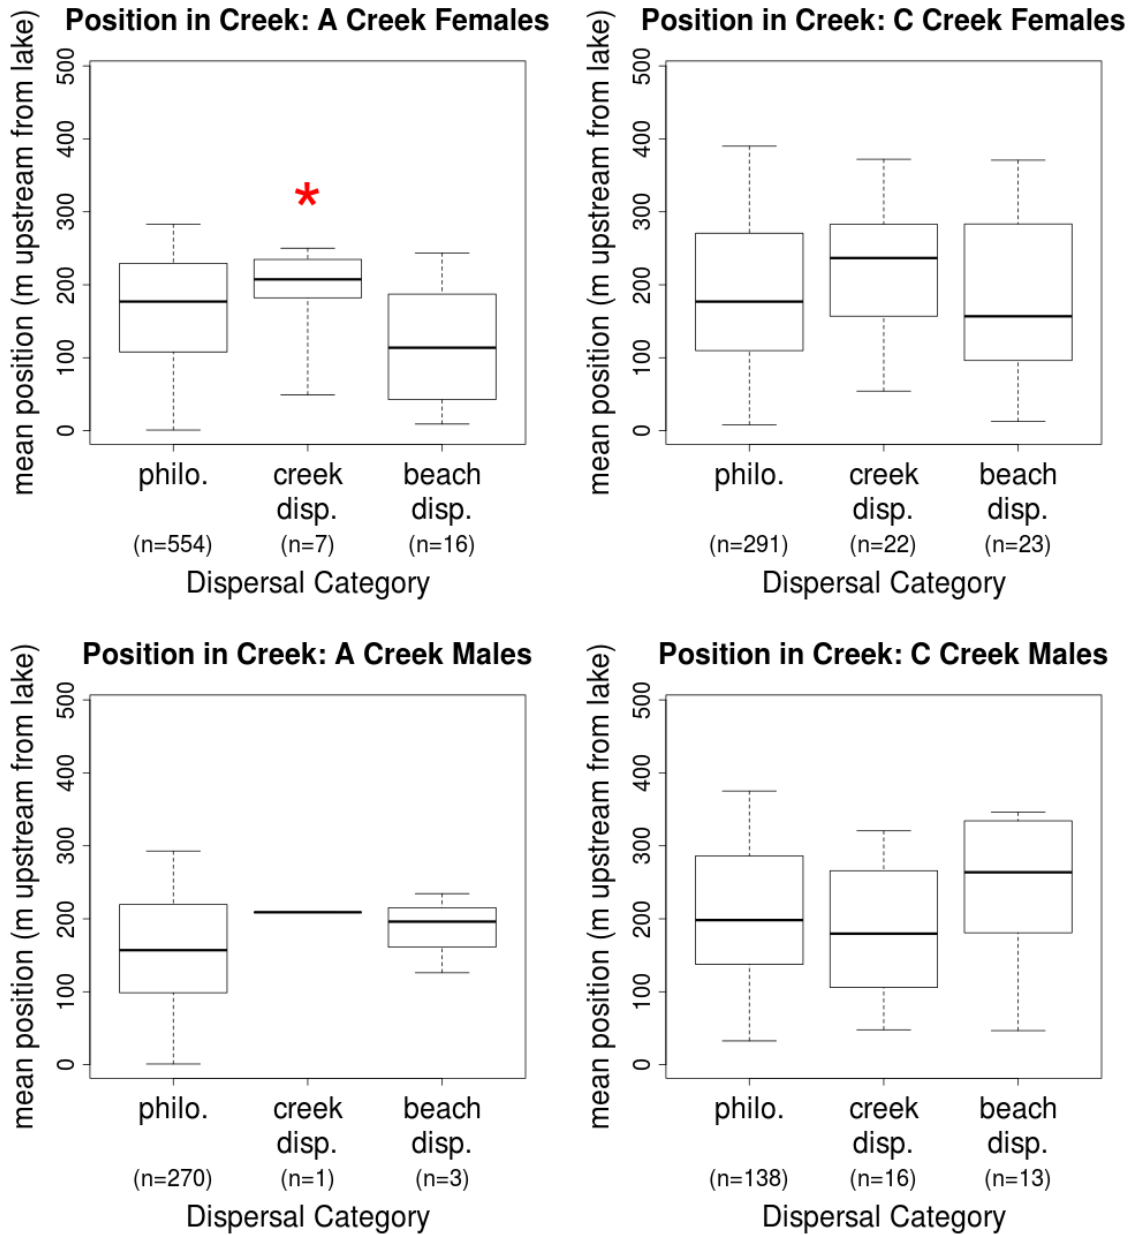 Position in Creek: A Creek Females
mean position (m upstream from lake)
500
400
300
200
100
0
*
philo.
creek
disp.
beach
disp.
(n=554)
(n=7)
(n=16)
Dispersal Category
Position in Creek: C Creek Females
mean position (m upstream from lake)
500
400
300
200
100
0
philo.
creek
disp.
beach
disp.
(n=291)
(n=22)
(n=23)
Dispersal Category
Position in Creek: A Creek Males
mean position (m upstream from lake)
500
400
300
200
100
0
philo.
creek
disp.
beach
disp.
(n=270)
(n=1)
(n=3)
Dispersal Category
Position in Creek: C Creek Males
mean position (m upstream from lake)
500
400
300
200
100
0
philo.
creek
disp.
beach
disp.
(n=138)
(n=16)
(n=13)
Dispersal Category